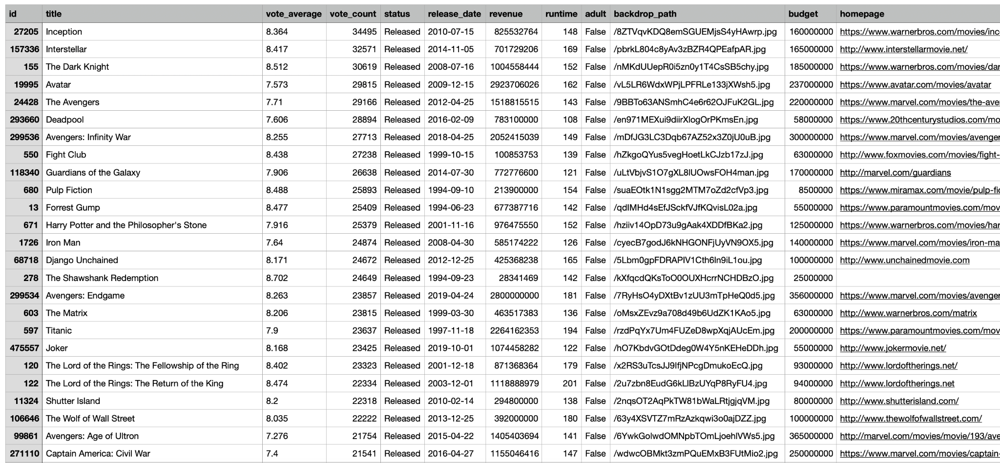 id title vote_average vote_count status release_date revenue runtime adult backdrop_path budget homepage
27205 Inception 8.364 34495 Released 2010-07-15 825532764 148 False /8ZTVqvKDQ8emSGUEMjsS4yHAwrp.jpg 160000000 https://www.warnerbros.com/movies/inc
157336 Interstellar 8.417 32571 Released 2014-11-05 701729206 169 False /pbrkL804c8yAv3zBZR4QPEafpAR.jpg 165000000 http://www.interstellarmovie.net/
155 The Dark Knight 8.512 30619 Released 2008-07-16 1004558444 152 False /nMKdUUepR0i5zn0y1T4CsSB5chy.jpg 185000000 https://www.warnerbros.com/movies/dar
19995 Avatar 7.573 29815 Released 2009-12-15 2923706026 162 False /vL5LR6WdxWPjLPFRLe133jXWsh5.jpg 237000000 https://www.avatar.com/movies/avatar
24428 The Avengers 7.71 29166 Released 2012-04-25 1518815515 143 False /9BBTo63ANSmhC4e6r62OJFuK2GL.jpg 220000000 https://www.marvel.com/movies/the-ave
293660 Deadpool 7.606 28894 Released 2016-02-09 783100000 108 False /en971MEXui9diirXlogOrPKmsEn.jpg 58000000 https://www.20thcenturystudios.com/mo
299536 Avengers: Infinity War 8.255 27713 Released 2018-04-25 2052415039 149 False /mDfJG3LC3Dqb67AZ52x3Z0jU0uB.jpg 300000000 https://www.marvel.com/movies/avenger
550 Fight Club 8.438 27238 Released 1999-10-15 100853753 139 False /hZkgoQYus5vegHoetLkCJzb17zJ.jpg 63000000 http://www.foxmovies.com/movies/fight-
118340 Guardians of the Galaxy 7.906 26638 Released 2014-07-30 772776600 121 False /uLtVbjvS1O7gXL8lUOwsFOH4man.jpg 170000000 http://marvel.com/guardians
680 Pulp Fiction 8.488 25893 Released 1994-09-10 213900000 154 False /suaEOtk1N1sgg2MTM7oZd2cfVp3.jpg 8500000 https://www.miramax.com/movie/pulp-fic
13 Forrest Gump 8.477 25409 Released 1994-06-23 677387716 142 False /qdIMHd4sEfJSckfVJfKQvisL02a.jpg 55000000 https://www.paramountmovies.com/mov
671 Harry Potter and the Philosopher's Stone 7.916 25379 Released 2001-11-16 976475550 152 False /hziiv14OpD73u9gAak4XDDfBKa2.jpg 125000000 https://www.warnerbros.com/movies/har
1726 Iron Man 7.64 24874 Released 2008-04-30 585174222 126 False /cyecB7godJ6kNHGONFjUyVN9OX5.jpg 140000000 https://www.marvel.com/movies/iron-ma
68718 Django Unchained 8.171 24672 Released 2012-12-25 425368238 165 False /5Lbm0gpFDRAPIV1Cth6ln9iL1ou.jpg 100000000 http://www.unchainedmovie.com
278 The Shawshank Redemption 8.702 24649 Released 1994-09-23 28341469 142 False /kXfqcdQKsToO0OUXHcrrNCHDBzO.jpg 25000000
299534 Avengers: Endgame 8.263 23857 Released 2019-04-24 2800000000 181 False /7RyHsO4yDXtBv1zUU3mTpHeQ0d5.jpg 356000000 https://www.marvel.com/movies/avenger
603 The Matrix 8.206 23815 Released 1999-03-30 463517383 136 False /oMsxZEvz9a708d49b6UdZK1KAo5.jpg 63000000 http://www.warnerbros.com/matrix
597 Titanic 7.9 23637 Released 1997-11-18 2264162353 194 False /rzdPqYx7Um4FUZeD8wpXqjAUcEm.jpg 200000000 https://www.paramountmovies.com/mov
475557 Joker 8.168 23425 Released 2019-10-01 1074458282 122 False /hO7KbdvGOtDdeg0W4Y5nKEHeDDh.jpg 55000000 http://www.jokermovie.net/
120 The Lord of the Rings: The Fellowship of the Ring 8.402 23323 Released 2001-12-18 871368364 179 False /x2RS3uTcsJJ9IfjNPcgDmukoEcQ.jpg 93000000 http://www.lordoftherings.net/
122 The Lord of the Rings: The Return of the King 8.474 22334 Released 2003-12-01 1118888979 201 False /2u7zbn8EudG6kLlBzUYqP8RyFU4.jpg 94000000 http://www.lordoftherings.net
11324 Shutter Island 8.2 22318 Released 2010-02-14 294800000 138 False /2nqsOT2AqPkTW81bWaLRtjgjqVM.jpg 80000000 http://www.shutterisland.com/
106646 The Wolf of Wall Street 8.035 22222 Released 2013-12-25 392000000 180 False /63y4XSVTZ7mRzAzkqwi3o0ajDZZ.jpg 100000000 http://www.thewolfofwallstreet.com/
99861 Avengers: Age of Ultron 7.276 21754 Released 2015-04-22 1405403694 141 False /6YwkGolwdOMNpbTOmLjoehlVWs5.jpg 365000000 http://marvel.com/movies/movie/193/ave
271110 Captain America: Civil War 7.4 21541 Released 2016-04-27 1155046416 147 False /wdwcOBMkt3zmPQuEMxB3FUtMio2.jpg 250000000 https://www.marvel.com/movies/captain-